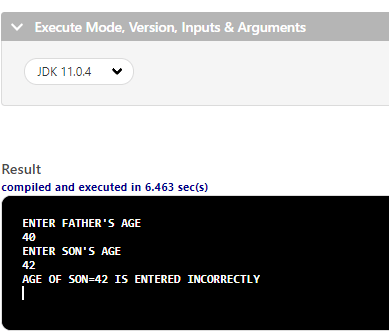 Execute Mode, Version, Inputs & Arguments
JDK 11.0.4
Result
compiled and executed in 6.463 sec(s)
ENTER FATHER'S AGE
40
ENTER SON'S AGE
42
AGE OF SON=42 IS ENTERED INCORRECTLY